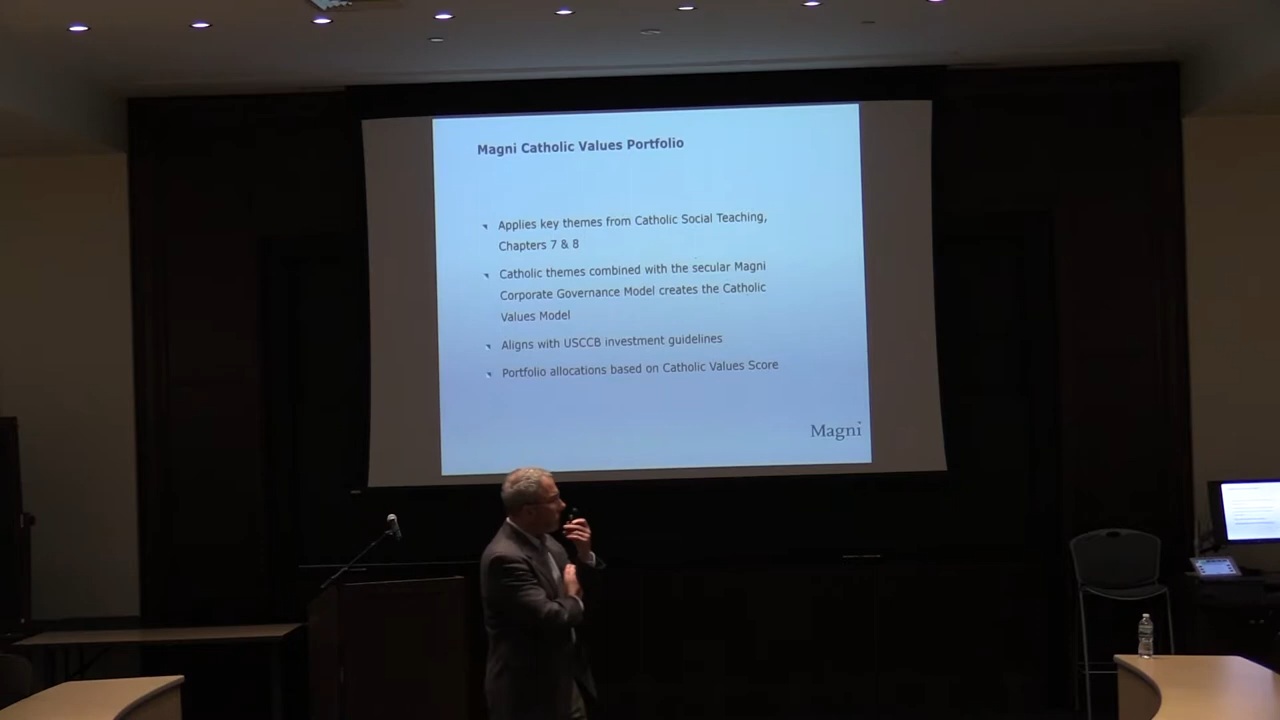 Magni Catholic Values Portfolio
Applies key themes from Catholic Social Teaching,
Chapters 7 & 8
Catholic themes combined with the secular Magni
Corporate Governance Model creates the Catholic
Values Model
Aligns with USCCB investment guidelines
Portfolio allocations based on Catholic Values Score
Magni